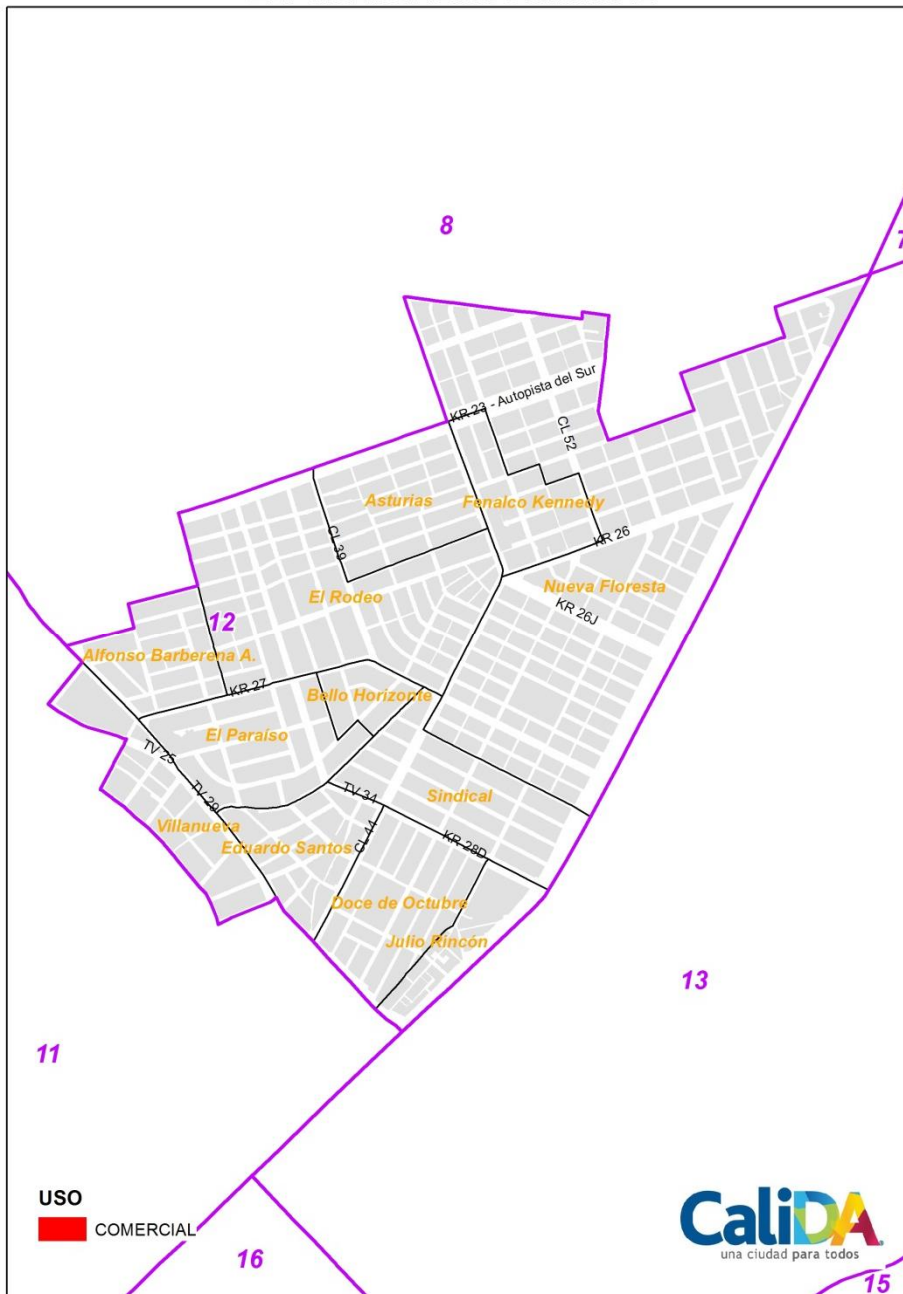 8
7
KR 23 - Autopista del Sur
CL 52
Asturias
Fenalco Kennedy
CL 39
KR 26
Nueva Floresta
El Rodeo
KR 26J
12
Alfonso Barberena A.
KR 27
Bello Horizonte
El Paraíso
TV 25
TV 29
Sindical
TV 34
Villanueva
CL 44
KR 28D
Eduardo Santos
Doce de Octubre
Julio Rincón
13
11
USO
COMERCIAL
CaliDA
una ciudad para todos
16
15